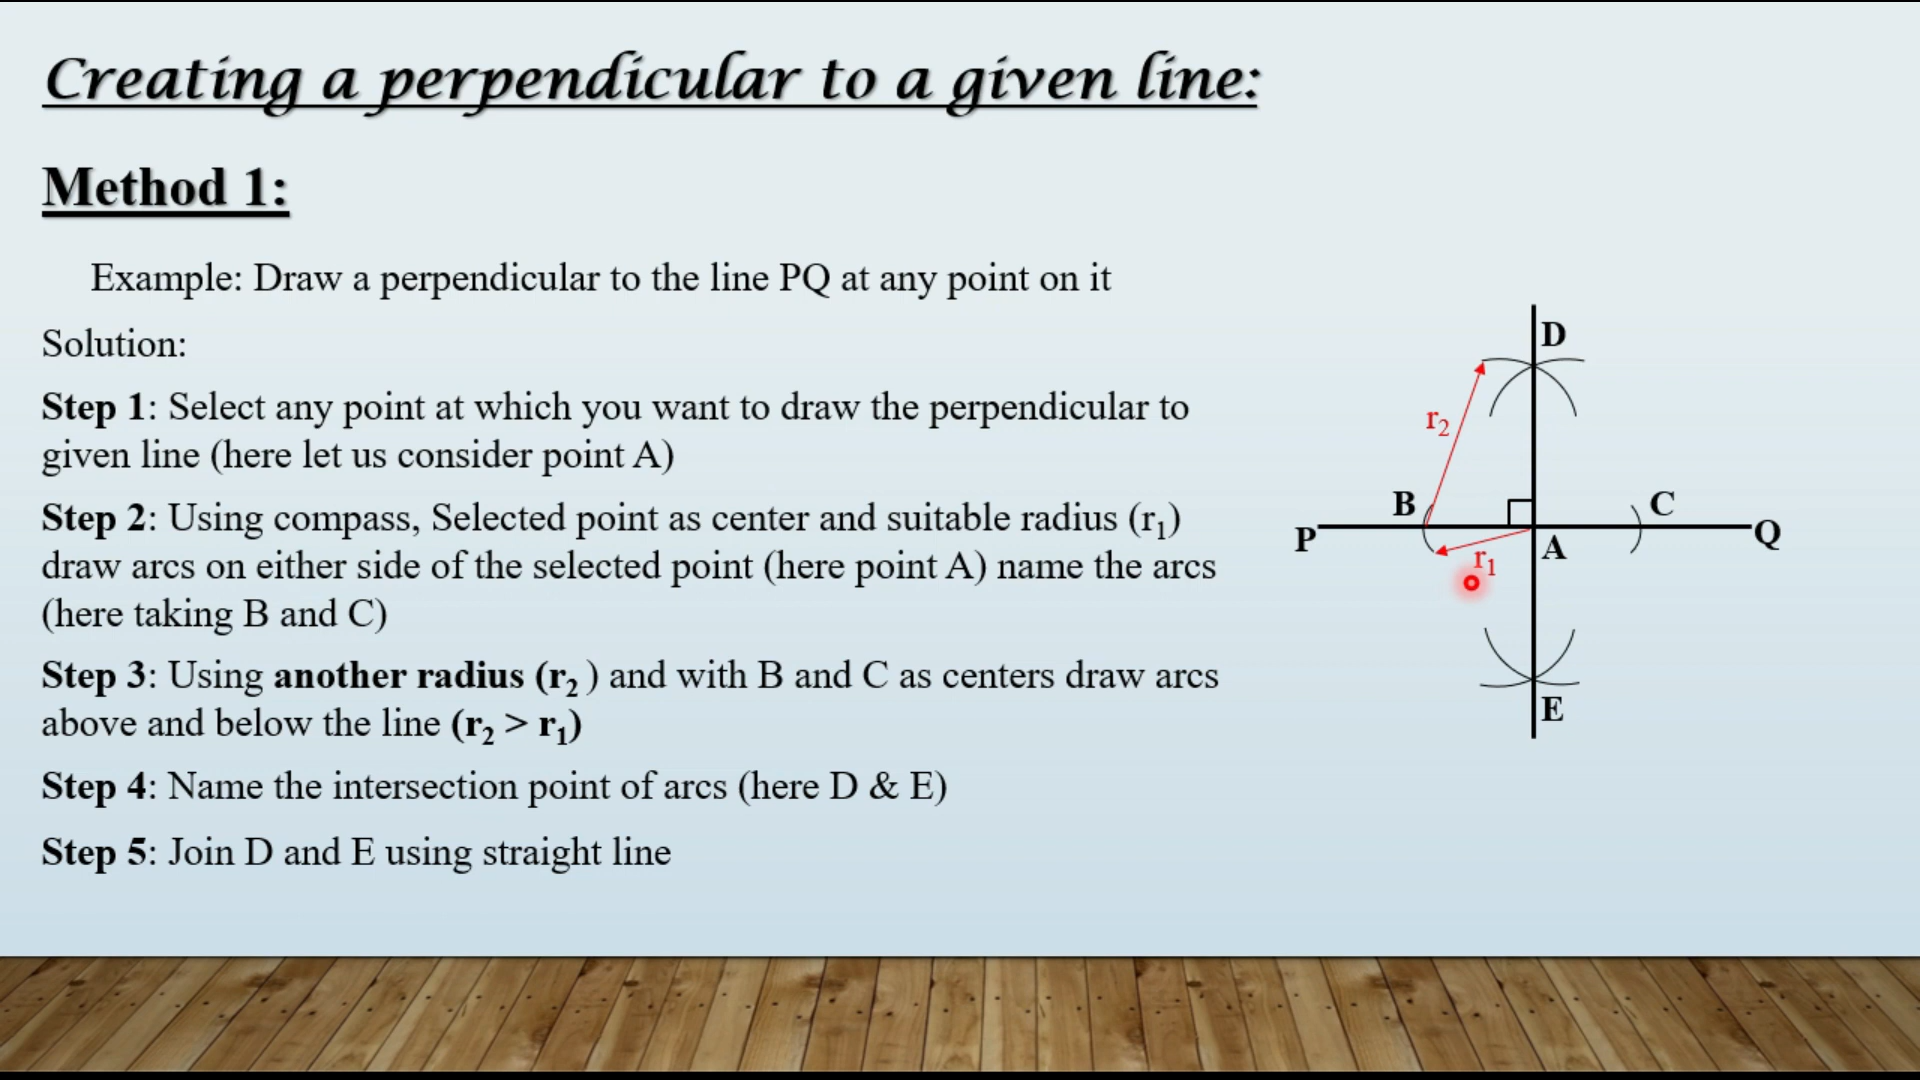 Creating a perpendicular to a given line:
Method 1:
Example: Draw a perpendicular to the line PQ at any point on it
Solution:
Step 1: Select any point at which you want to draw the perpendicular to
given line (here let us consider point A)
Step 2: Using compass, Selected point as center and suitable radius (r₁)
draw arcs on either side of the selected point (here point A) name the arcs
(here taking B and C)
Step 3: Using another radius (r₂ ) and with B and C as centers draw arcs
above and below the line (r₂ > r₁)
Step 4: Name the intersection point of arcs (here D & E)
Step 5: Join D and E using straight line
D
r₂
B
C
P
Q
A
r₁
E